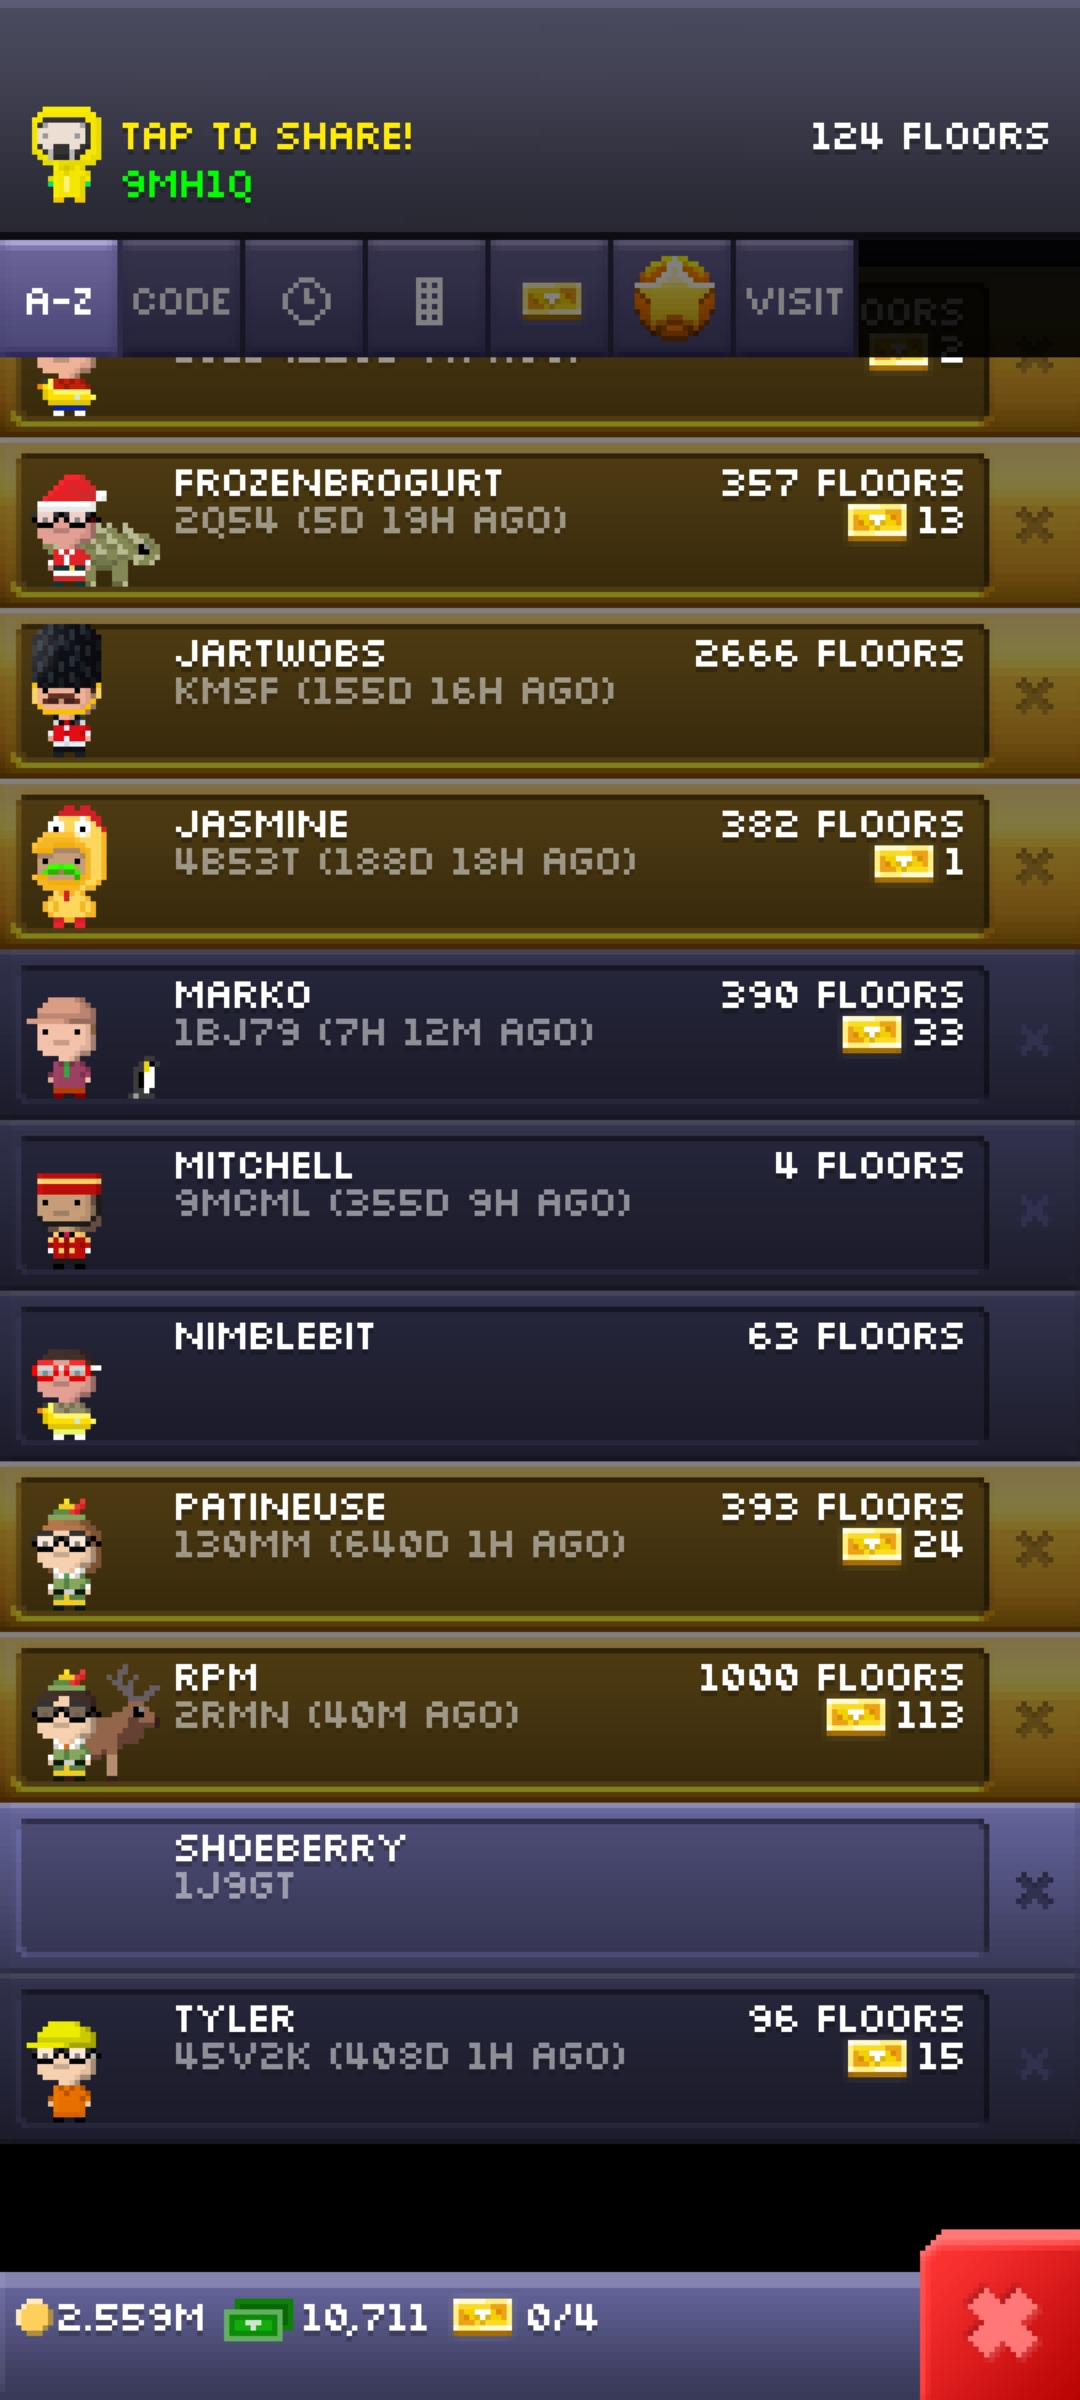 TAP TO SHARE!
124 FLOORS
9MH1Q
A-Z
CODE
VISIT
OORS
2
FROZENBROGURT
357 FLOORS
2Q54 (5D 19H AGO)
13
JARTWOBS
2666 FLOORS
KMSF (155D 16H AGO)
JASMINE
382 FLOORS
4B53T (188D 18H AGO)
1
MARKO
390 FLOORS
1BJ79 (7H 12M AGO)
33
MITCHELL
4 FLOORS
9MCML (355D 9H AGO)
NIMBLEBIT
63 FLOORS
PATINEUSE
393 FLOORS
130MM (640D 1H AGO)
24
RPM
1000 FLOORS
2RMN (40M AGO)
113
SHOEBERRY
1J9GT
TYLER
96 FLOORS
45V2K (408D 1H AGO)
15
2.559M
10,711
0/4